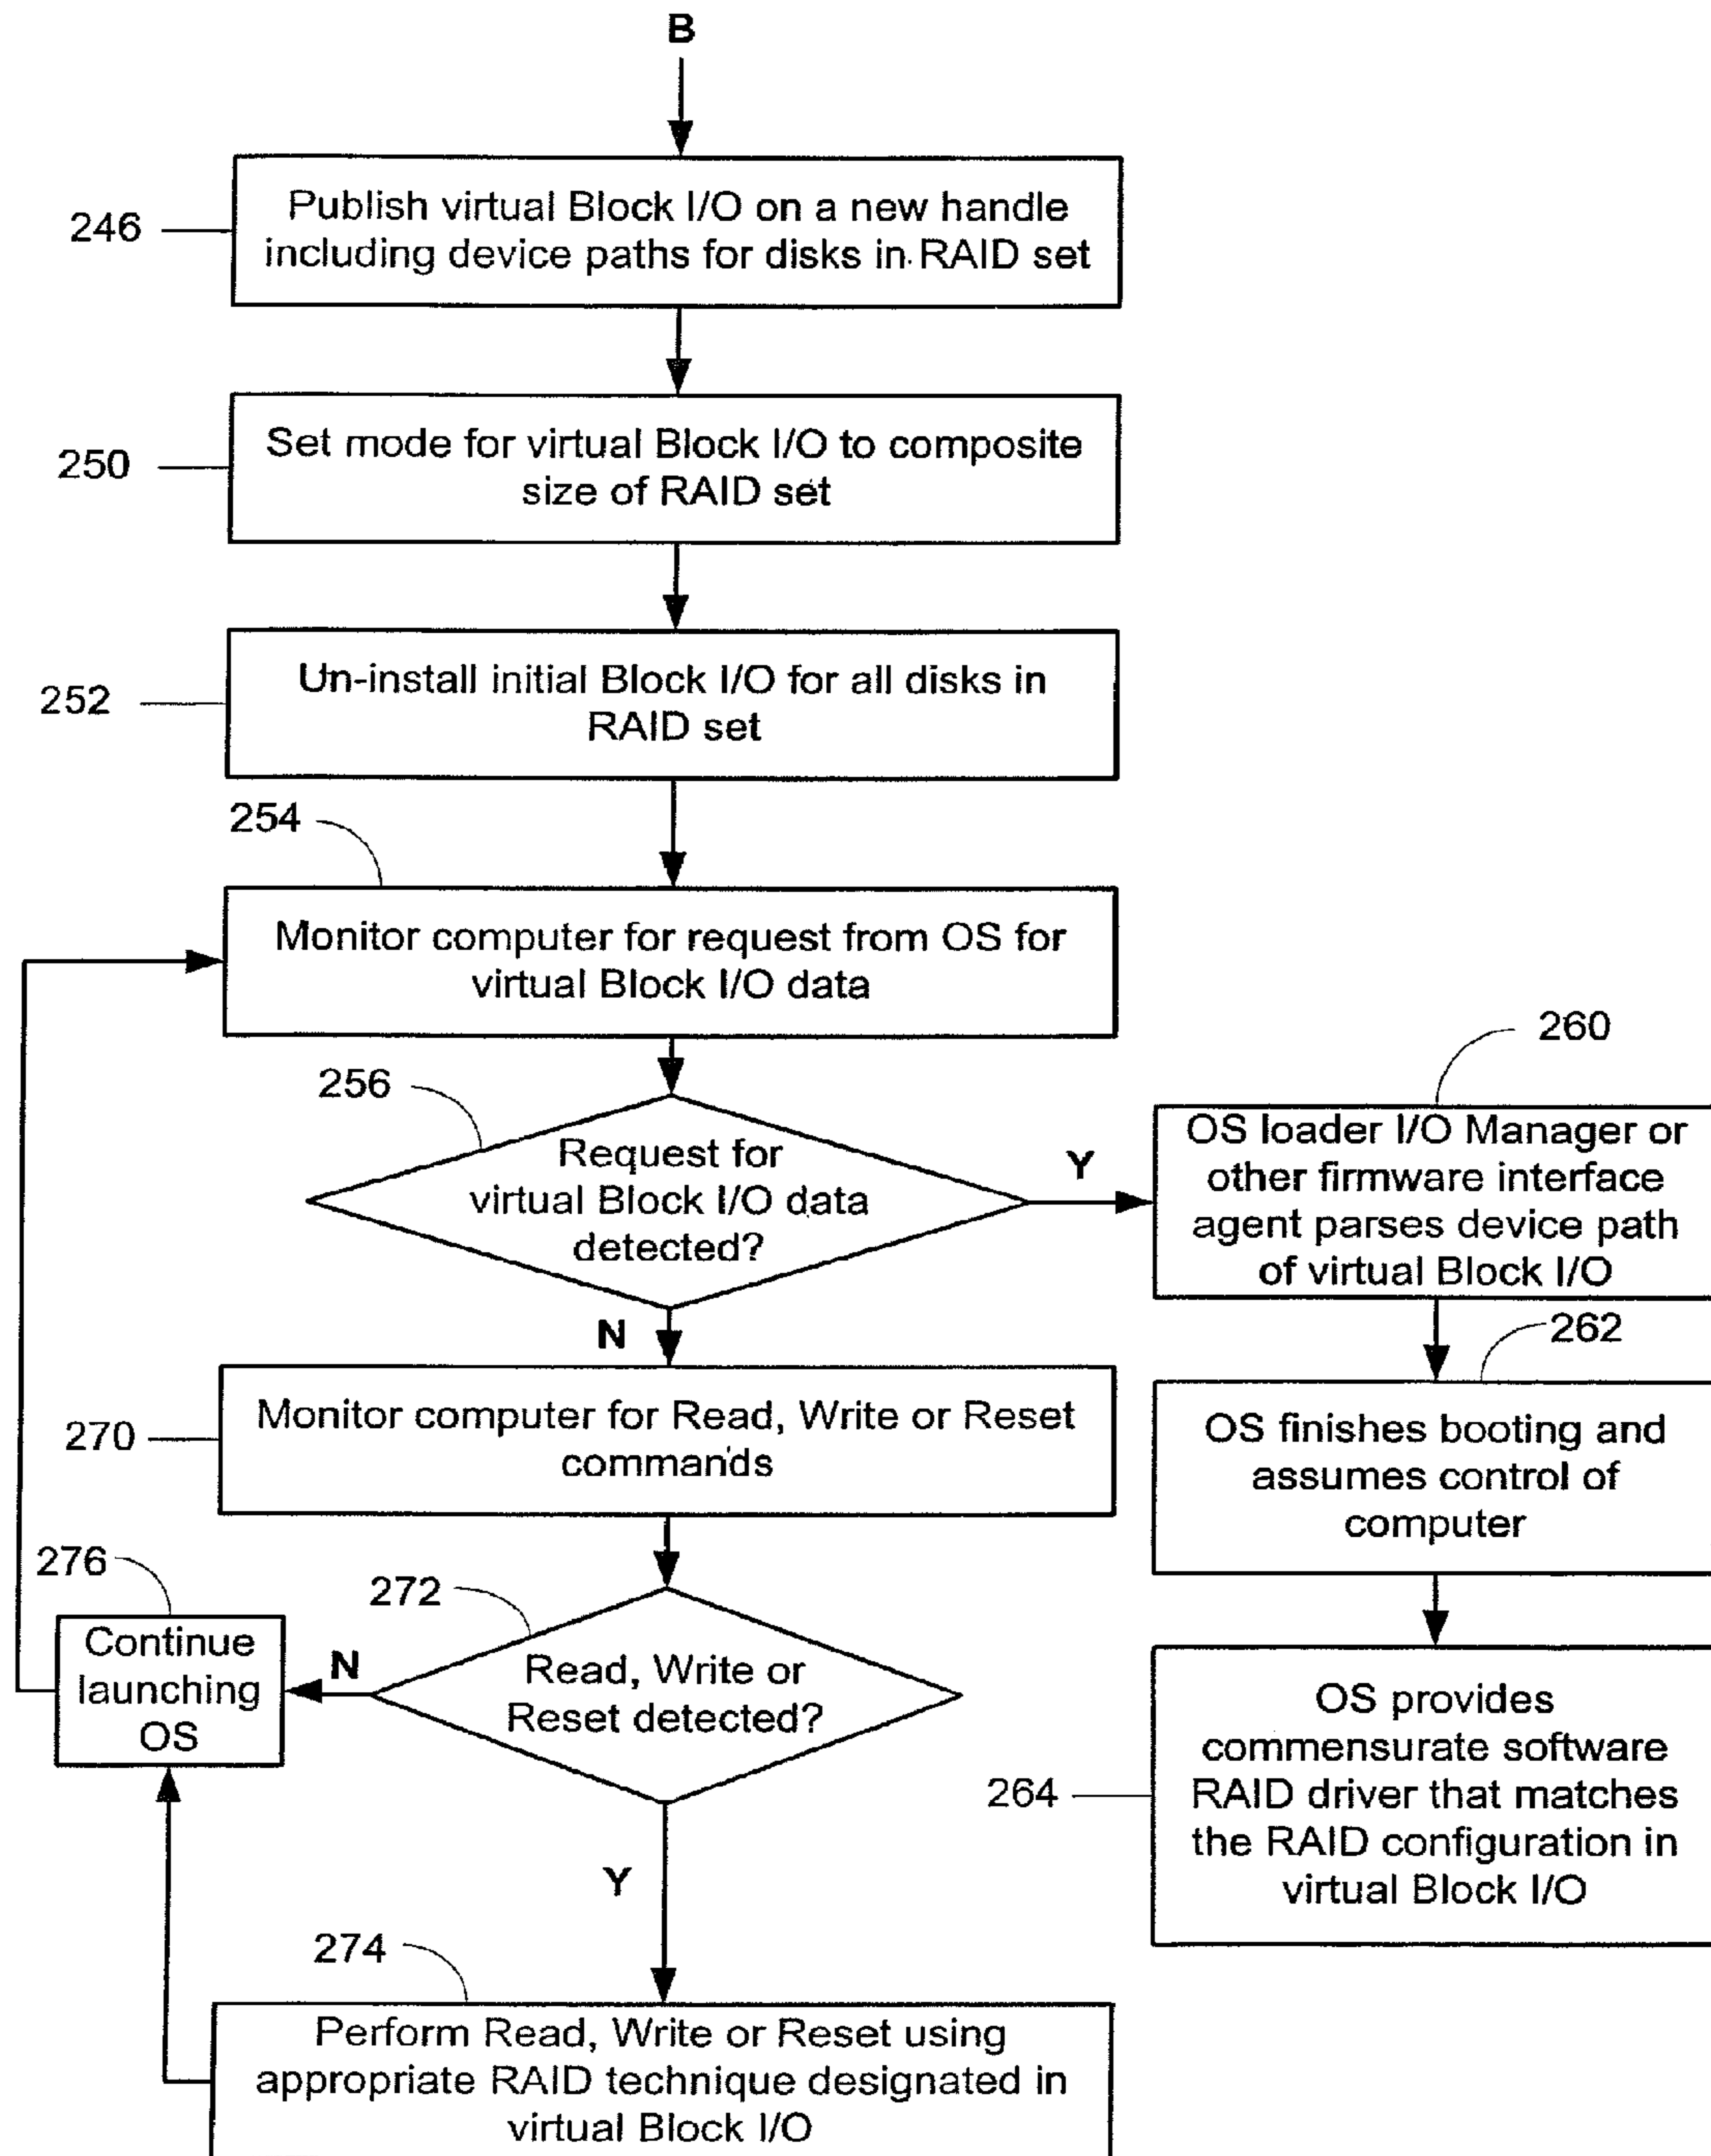 B
246
Publish virtual Block I/O on a new handle
including device paths for disks in RAID set
250
Set mode for virtual Block I/O to composite
size of RAID set
252
Un-install initial Block I/O for all disks in
RAID set
254
Monitor computer for request from OS for
virtual Block I/O data
256
Request for
virtual Block I/O data
detected?
Y
N
260
OS loader I/O Manager or
other firmware interface
agent parses device path
of virtual Block I/O
262
OS finishes booting and
assumes control of
computer
264
OS provides
commensurate software
RAID driver that matches
the RAID configuration in
virtual Block I/O
270
Monitor computer for Read, Write or Reset
commands
272
Read, Write or
Reset detected?
N
Y
276
Continue
launching
OS
274
Perform Read, Write or Reset using
appropriate RAID technique designated in
virtual Block I/O